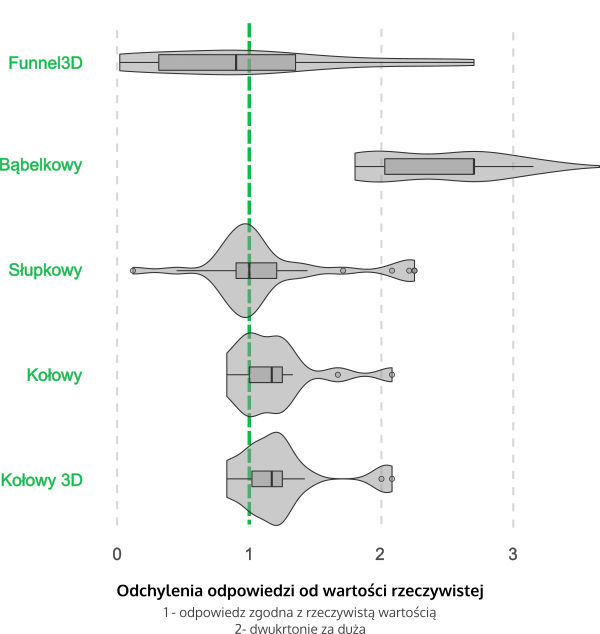 Funnel3D
Bąbelkowy
Słupkowy
Kołowy
Kołowy 3D
0 1 2 3
Odchylenia odpowiedzi od wartości rzeczywistej
1 - odpowiedz zgodna z rzeczywistą wartością
2- dwukrtonie za duża